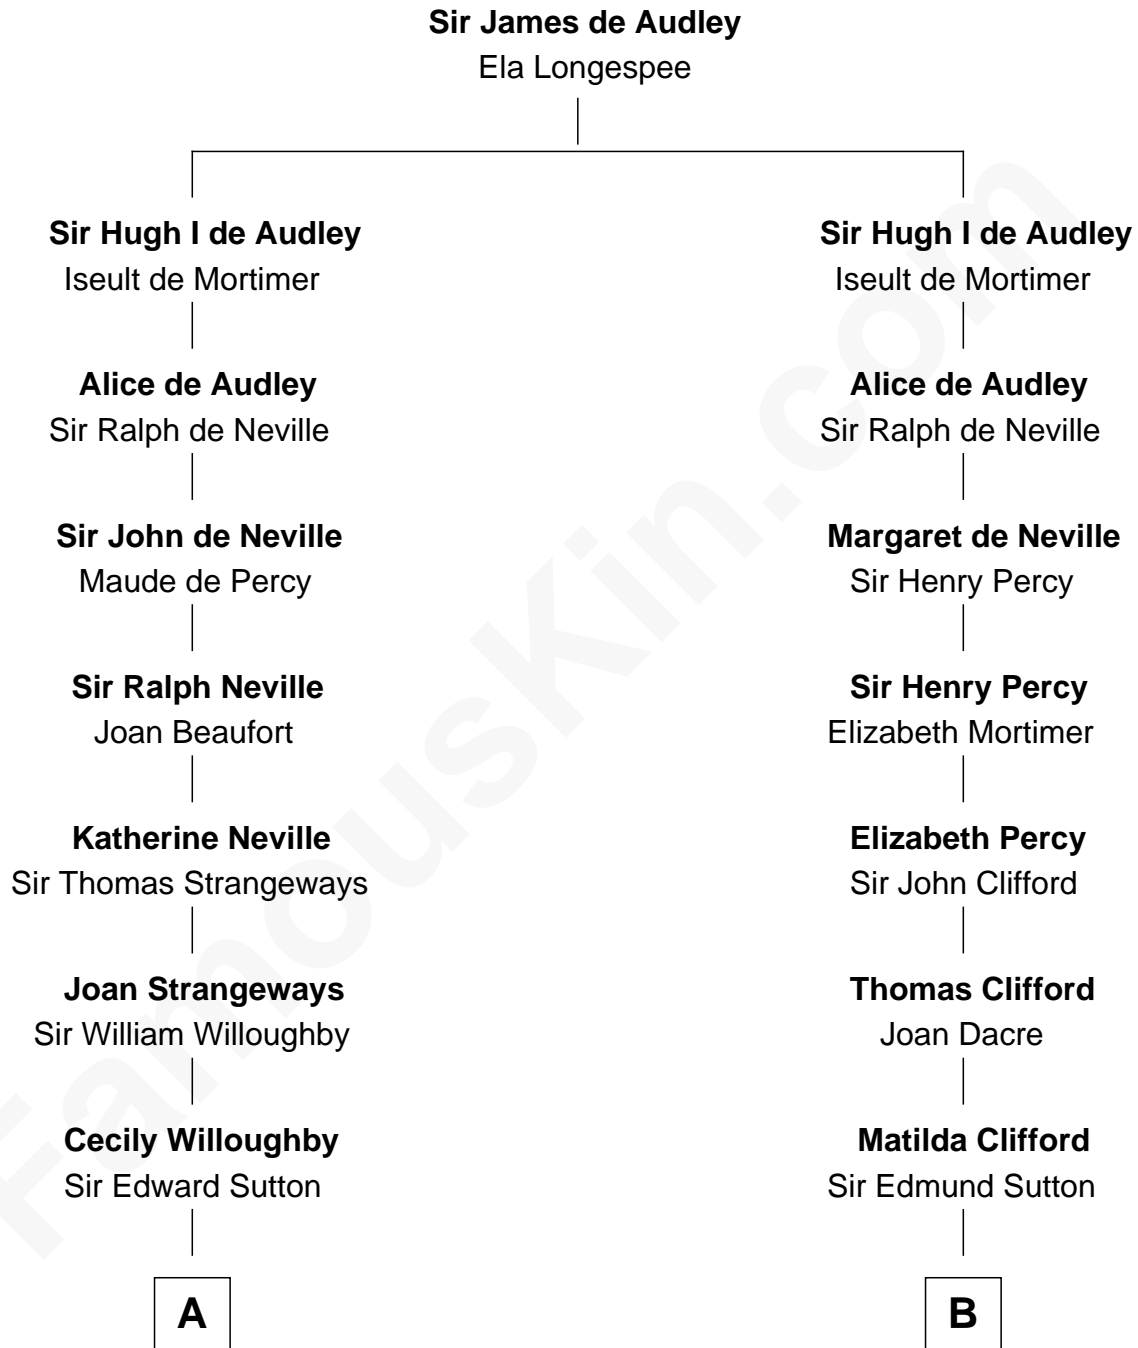 Sir James de Audley
Ela Longespee
Sir Hugh I de Audley
Iseult de Mortimer
Alice de Audley
Sir Ralph de Neville
Sir John de Neville
Maude de Percy
Sir Ralph Neville
Joan Beaufort
Katherine Neville
Sir Thomas Strangeways
Joan Strangeways
Sir William Willoughby
Cecily Willoughby
Sir Edward Sutton
A
Sir Hugh I de Audley
Iseult de Mortimer
Alice de Audley
Sir Ralph de Neville
Margaret de Neville
Sir Henry Percy
Sir Henry Percy
Elizabeth Mortimer
Elizabeth Percy
Sir John Clifford
Thomas Clifford
Joan Dacre
Matilda Clifford
Sir Edmund Sutton
B
FamousKin.com